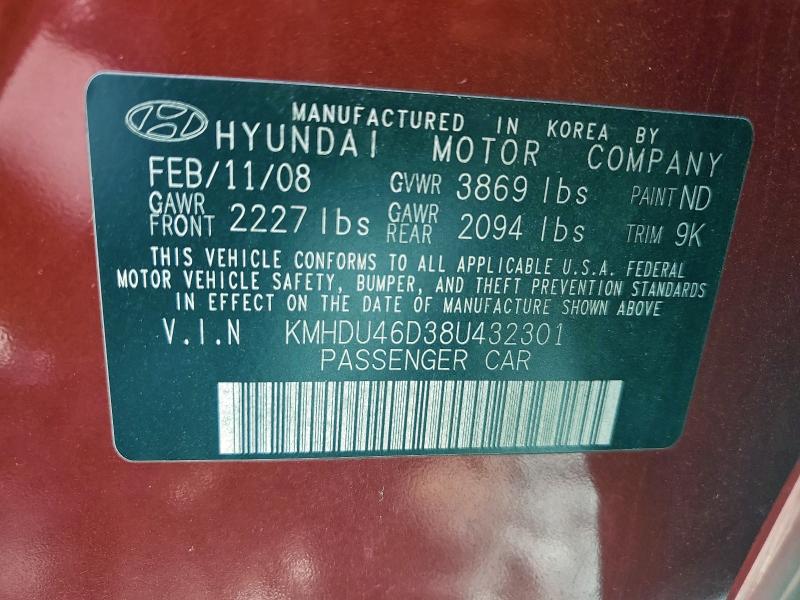 MANUFACTURED IN KOREA BY
HYUNDAI MOTOR COMPANY
FEB/11/08 GVWR 3869 lbs PAINT ND
GAWR FRONT 2227 lbs GAWR REAR 2094 lbs TRIM 9K
THIS VEHICLE CONFORMS TO ALL APPLICABLE U.S.A. FEDERAL
MOTOR VEHICLE SAFETY, BUMPER, AND THEFT PREVENTION STANDARDS
IN EFFECT ON THE DATE OF MANUFACTURE SHOWN ABOVE
V.I.N KMHDU46D38U432301
PASSENGER CAR